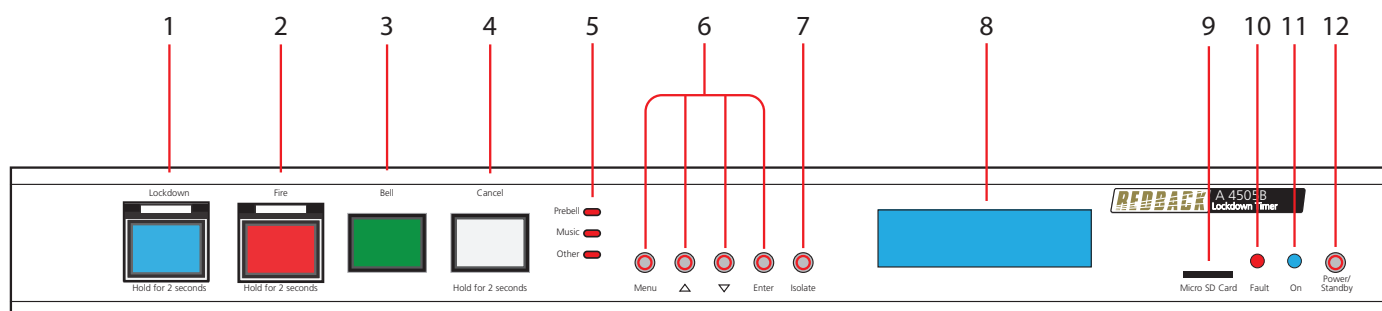 1 2 3 4 5 6 7 8 9 10 11 12
Lockdown Fire Bell Cancel
Prebell
Music
Other
REDBACK A 4505B
Lockdown Timer
Hold for 2 seconds Hold for 2 seconds Hold for 2 seconds
Menu △ ▽ Enter Isolate
Micro SD Card Fault On Power/
Standby